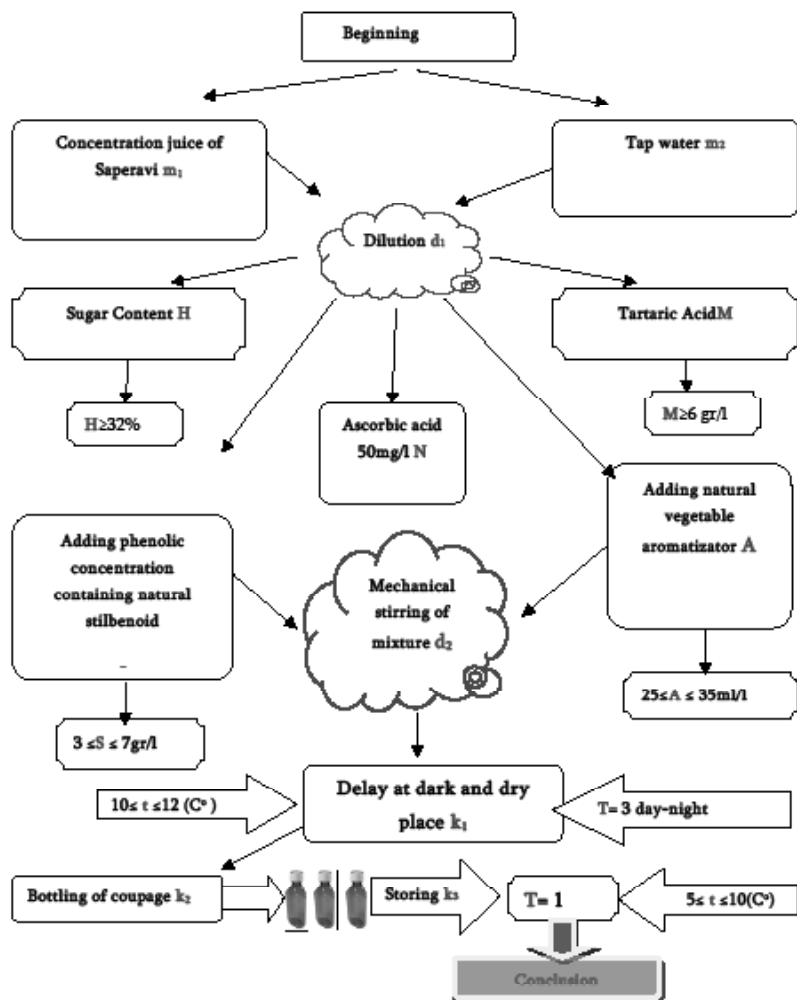 Beginning
Concentration juice of
Saperavi m₁
Tap water m₂
Dilution d₁
Sugar Content H
Tartaric AcidM
H≥32%
Ascorbic acid
50mg/l N
M≥6 gr/l
Adding natural
vegetable
aromatizator A
Adding phenolic
concentration
containing natural
stilbenoid
Mechanical
stirring of
mixture d₂
25≤A ≤ 35ml/l
3 ≤S ≤ 7gr/l
Delay at dark and dry
place k₁
10≤ t ≤12 (Cº )
T= 3 day-night
Bottling of coupage k₂
Storing k₃
T= 1
5≤ t ≤10(Cº)
Conclusion